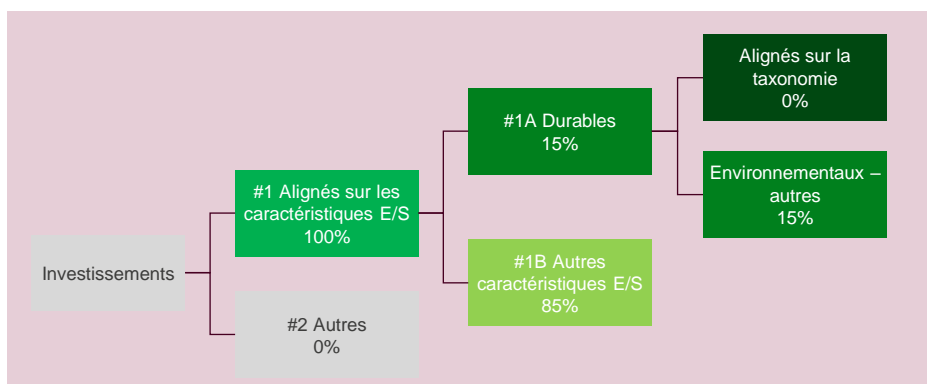 Investissements
#1 Alignés sur les
caractéristiques E/S
100%
#2 Autres
0%
#1A Durables
15%
#1B Autres
caractéristiques E/S
85%
Alignés sur la
taxonomie
0%
Environnementaux –
autres
15%